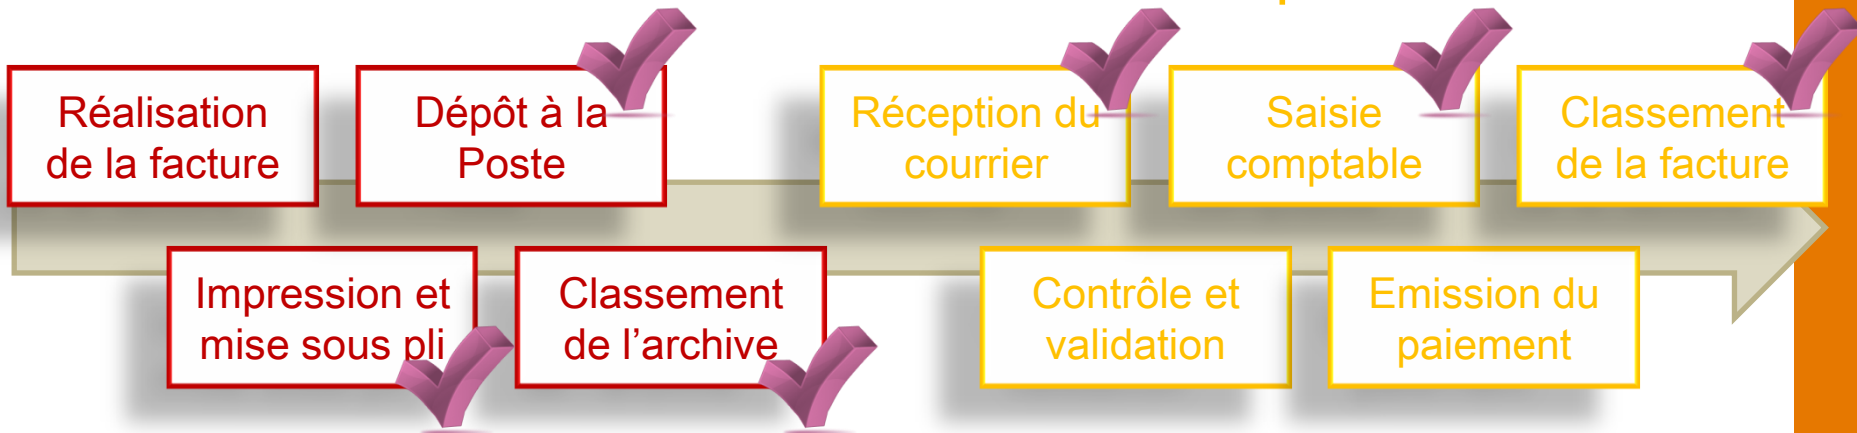 Réalisation
de la facture
Dépôt à la
Poste
Réception du
courrier
Saisie
comptable
Classement
de la facture
Impression et
mise sous pli
Classement
de l’archive
Contrôle et
validation
Emission du
paiement